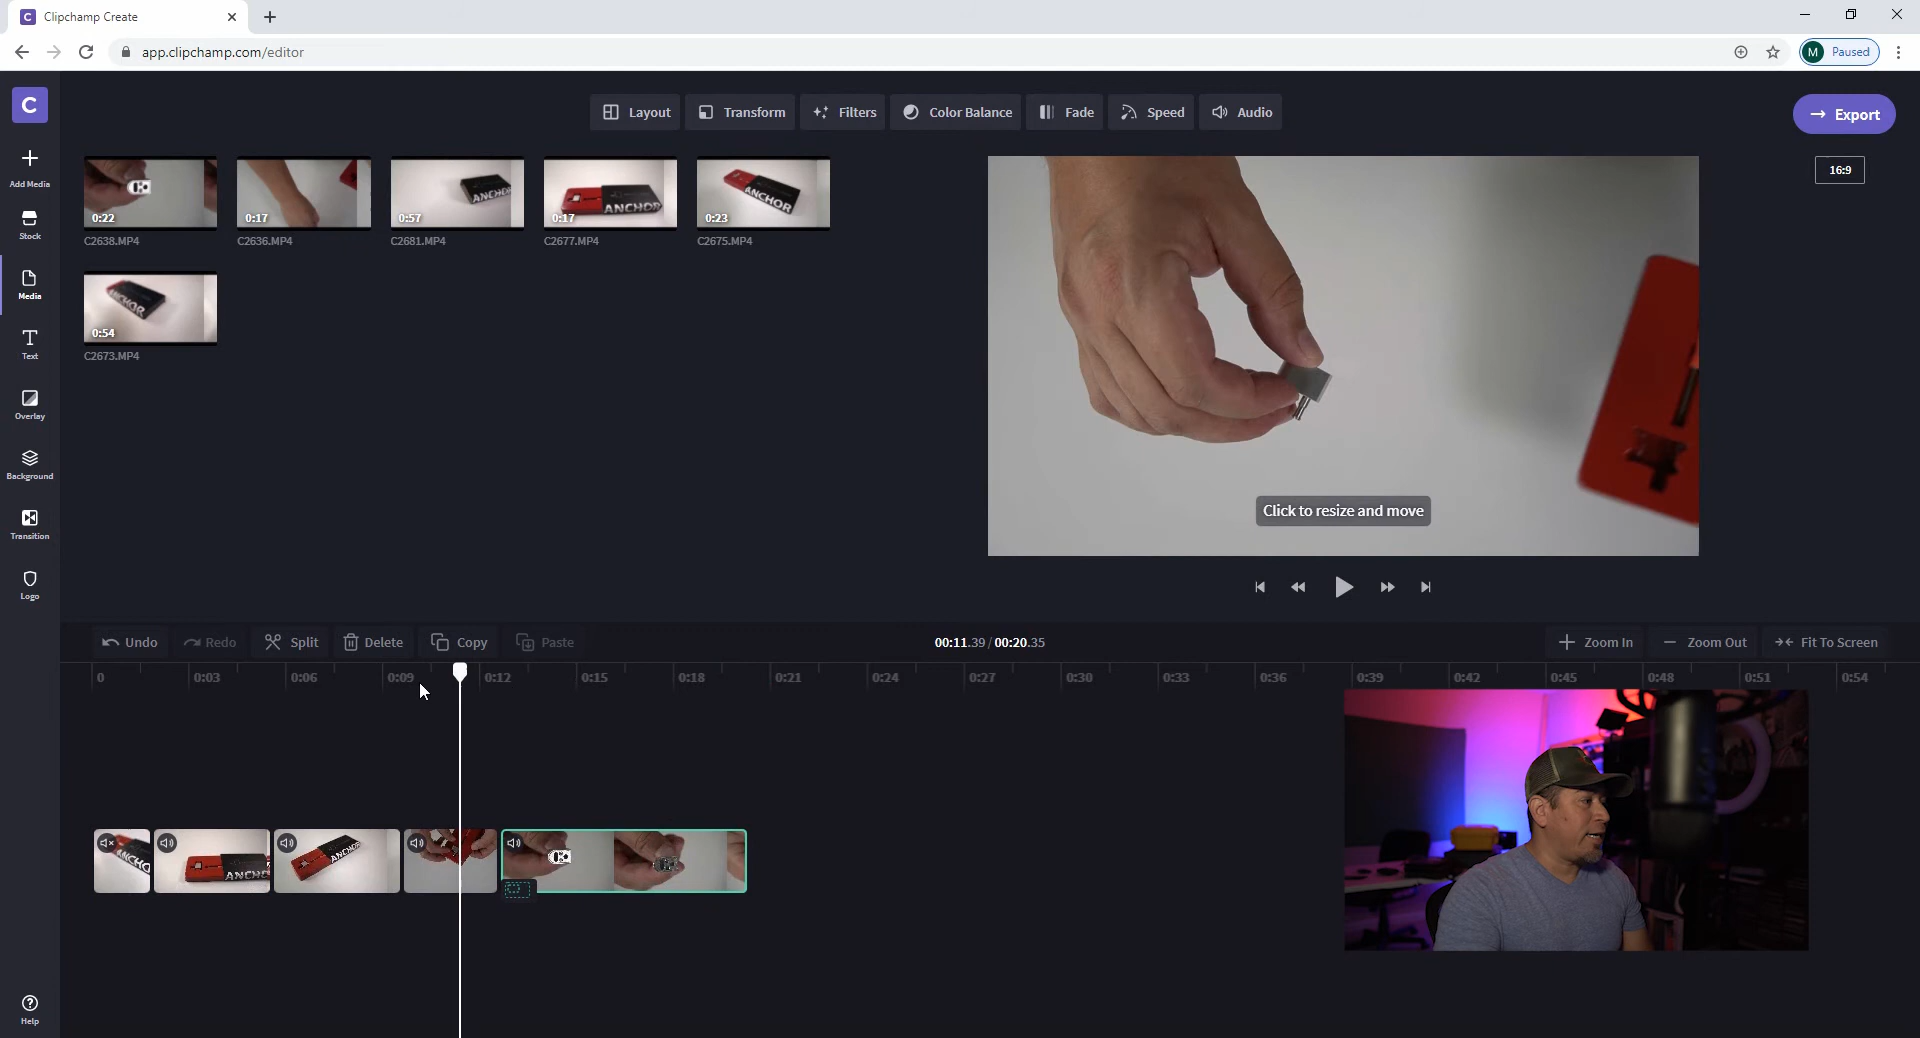 C Clipchamp Create
app.clipchamp.com/editor
M Paused
C
Layout Transform Filters Color Balance Fade Speed Audio
Export
Add Media
Stock
Media
Text
Overlay
Background
Transition
Logo
Help
16:9
0:22 0:17 0:57 0:17 0:23
ANCHOR ANCHOR ANCHOR
C2638.MP4 C2636.MP4 C2681.MP4 C2677.MP4 C2675.MP4
ANCHOR
0:54
C2673.MP4
Click to resize and move
Undo Redo Split Delete Copy Paste
00:11.39 / 00:20.35
Zoom In Zoom Out Fit To Screen
0 0:03 0:06 0:09 0:12 0:15 0:18 0:21 0:24 0:27 0:30 0:33 0:36 0:39 0:42 0:45 0:48 0:51 0:54